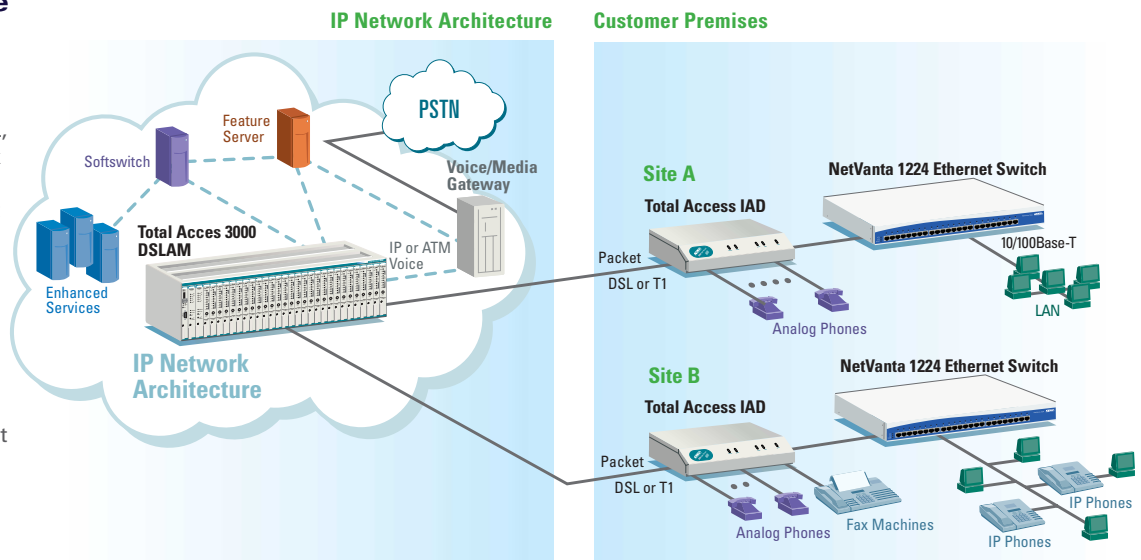 e
IP Network Architecture
Customer Premises
PSTN
Feature
Server
,
Softswitch
Voice/Media
Gateway
Total Acces 3000
DSLAM
IP or ATM
Voice
Enhanced
Services
IP Network
Architecture
t
Site A
Total Access IAD
NetVanta 1224 Ethernet Switch
Packet
DSL or T1
10/100Base-T
LAN
Analog Phones
Site B
Total Access IAD
NetVanta 1224 Ethernet Switch
Packet
DSL or T1
Analog Phones
Fax Machines
IP Phones
IP Phones